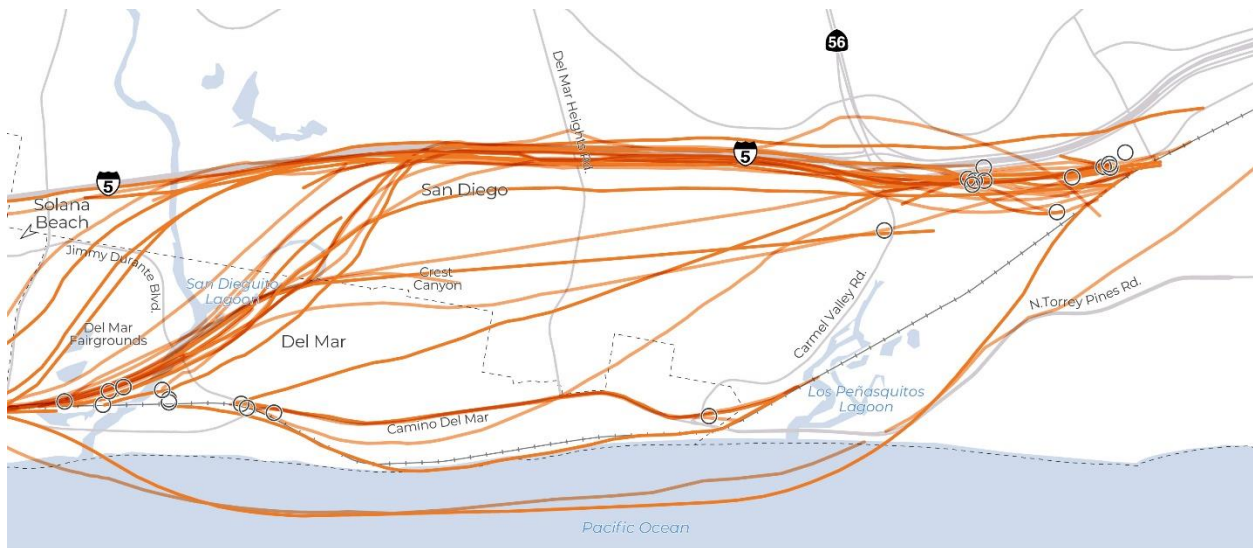 56
Del Mar Heights Rd.
5
5
San Diego
Solana
Beach
Jimmy Durante Blvd.
San Dieguito
Lagoon
Crest
Canyon
Del Mar
Fairgrounds
Del Mar
Carmel Valley Rd.
N.Torrey Pines Rd.
Camino Del Mar
Los Peñasquitos
Lagoon
Pacific Ocean